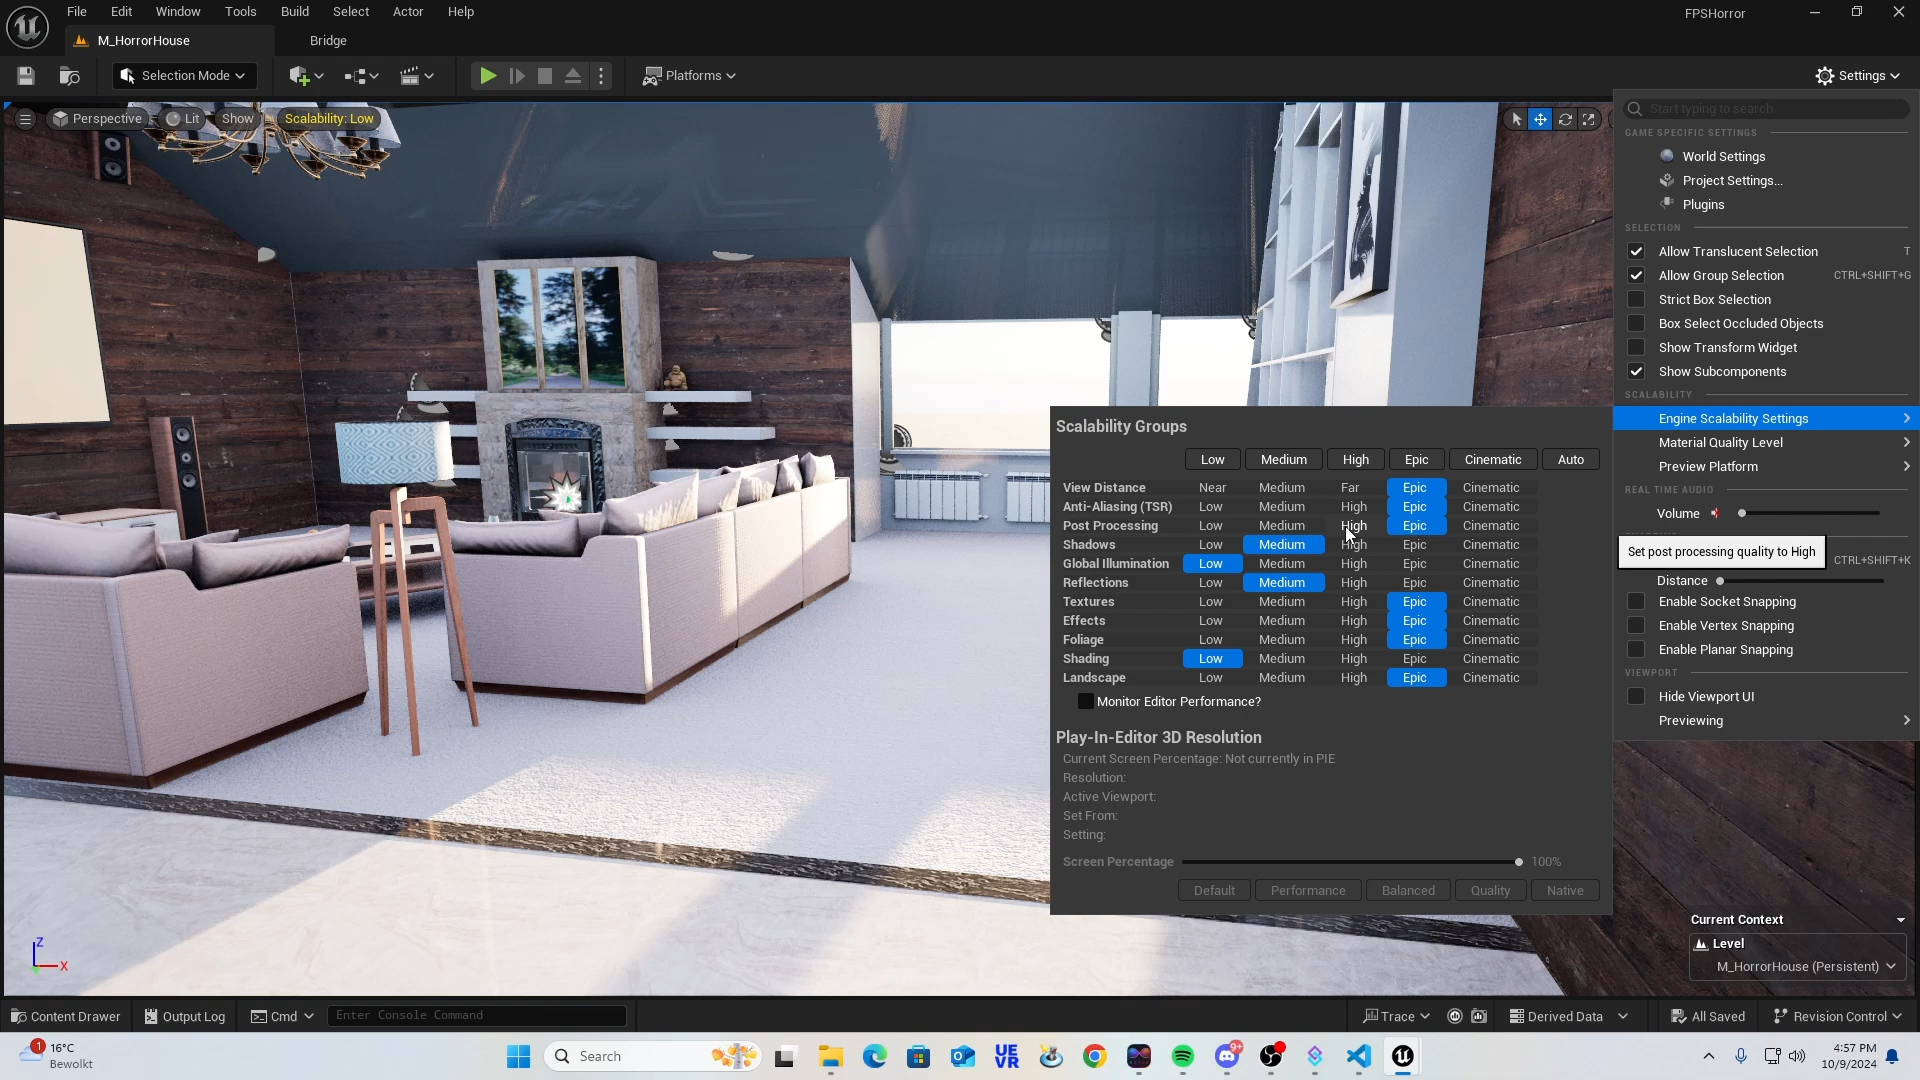 File Edit Window Tools Build Select Actor Help
FPSHorror
M_HorrorHouse
Bridge
Selection Mode
Platforms
Settings
Perspective
Lit
Show
Scalability: Low
Start typing to search
GAME SPECIFIC SETTINGS
World Settings
Project Settings...
Plugins
SELECTION
Allow Translucent Selection T
Allow Group Selection CTRL+SHIFT+G
Strict Box Selection
Box Select Occluded Objects
Show Transform Widget
Show Subcomponents
SCALABILITY
Engine Scalability Settings
Material Quality Level
Preview Platform
REAL TIME AUDIO
Volume
Set post processing quality to High
CTRL+SHIFT+K
Distance
Enable Socket Snapping
Enable Vertex Snapping
Enable Planar Snapping
VIEWPORT
Hide Viewport UI
Previewing
Scalability Groups
Low Medium High Epic Cinematic Auto
View Distance Near Medium Far Epic Cinematic
Anti-Aliasing (TSR) Low Medium High Epic Cinematic
Post Processing Low Medium High Epic Cinematic
Shadows Low Medium High Epic Cinematic
Global Illumination Low Medium High Epic Cinematic
Reflections Low Medium High Epic Cinematic
Textures Low Medium High Epic Cinematic
Effects Low Medium High Epic Cinematic
Foliage Low Medium High Epic Cinematic
Shading Low Medium High Epic Cinematic
Landscape Low Medium High Epic Cinematic
Monitor Editor Performance?
Play-In-Editor 3D Resolution
Current Screen Percentage: Not currently in PIE
Resolution:
Active Viewport:
Set From:
Setting:
Screen Percentage 100%
Default Performance Balanced Quality Native
Z
X
Current Context
Level
M_HorrorHouse (Persistent)
Content Drawer
Output Log
Cmd
Enter Console Command
Trace
Derived Data
All Saved
Revision Control
1
16°C
Bewolkt
Search
UE
VR
9+
4:57 PM
10/9/2024